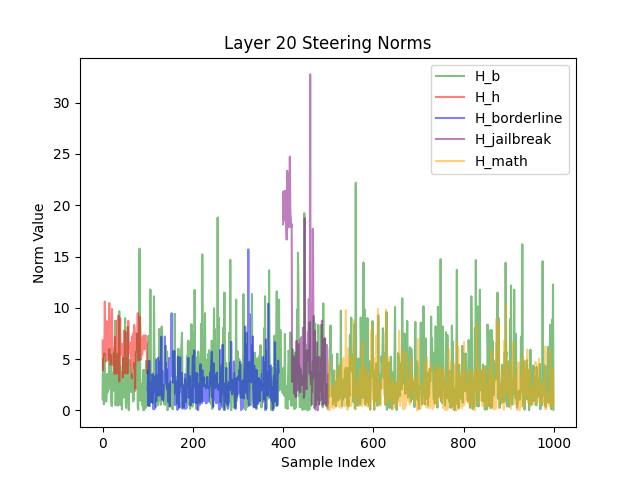 Layer 20 Steering Norms
H_b
H_h
H_borderline
H_jailbreak
H_math
Norm Value
30
25
20
15
10
5
0
0
200
400
600
800
1000
Sample Index